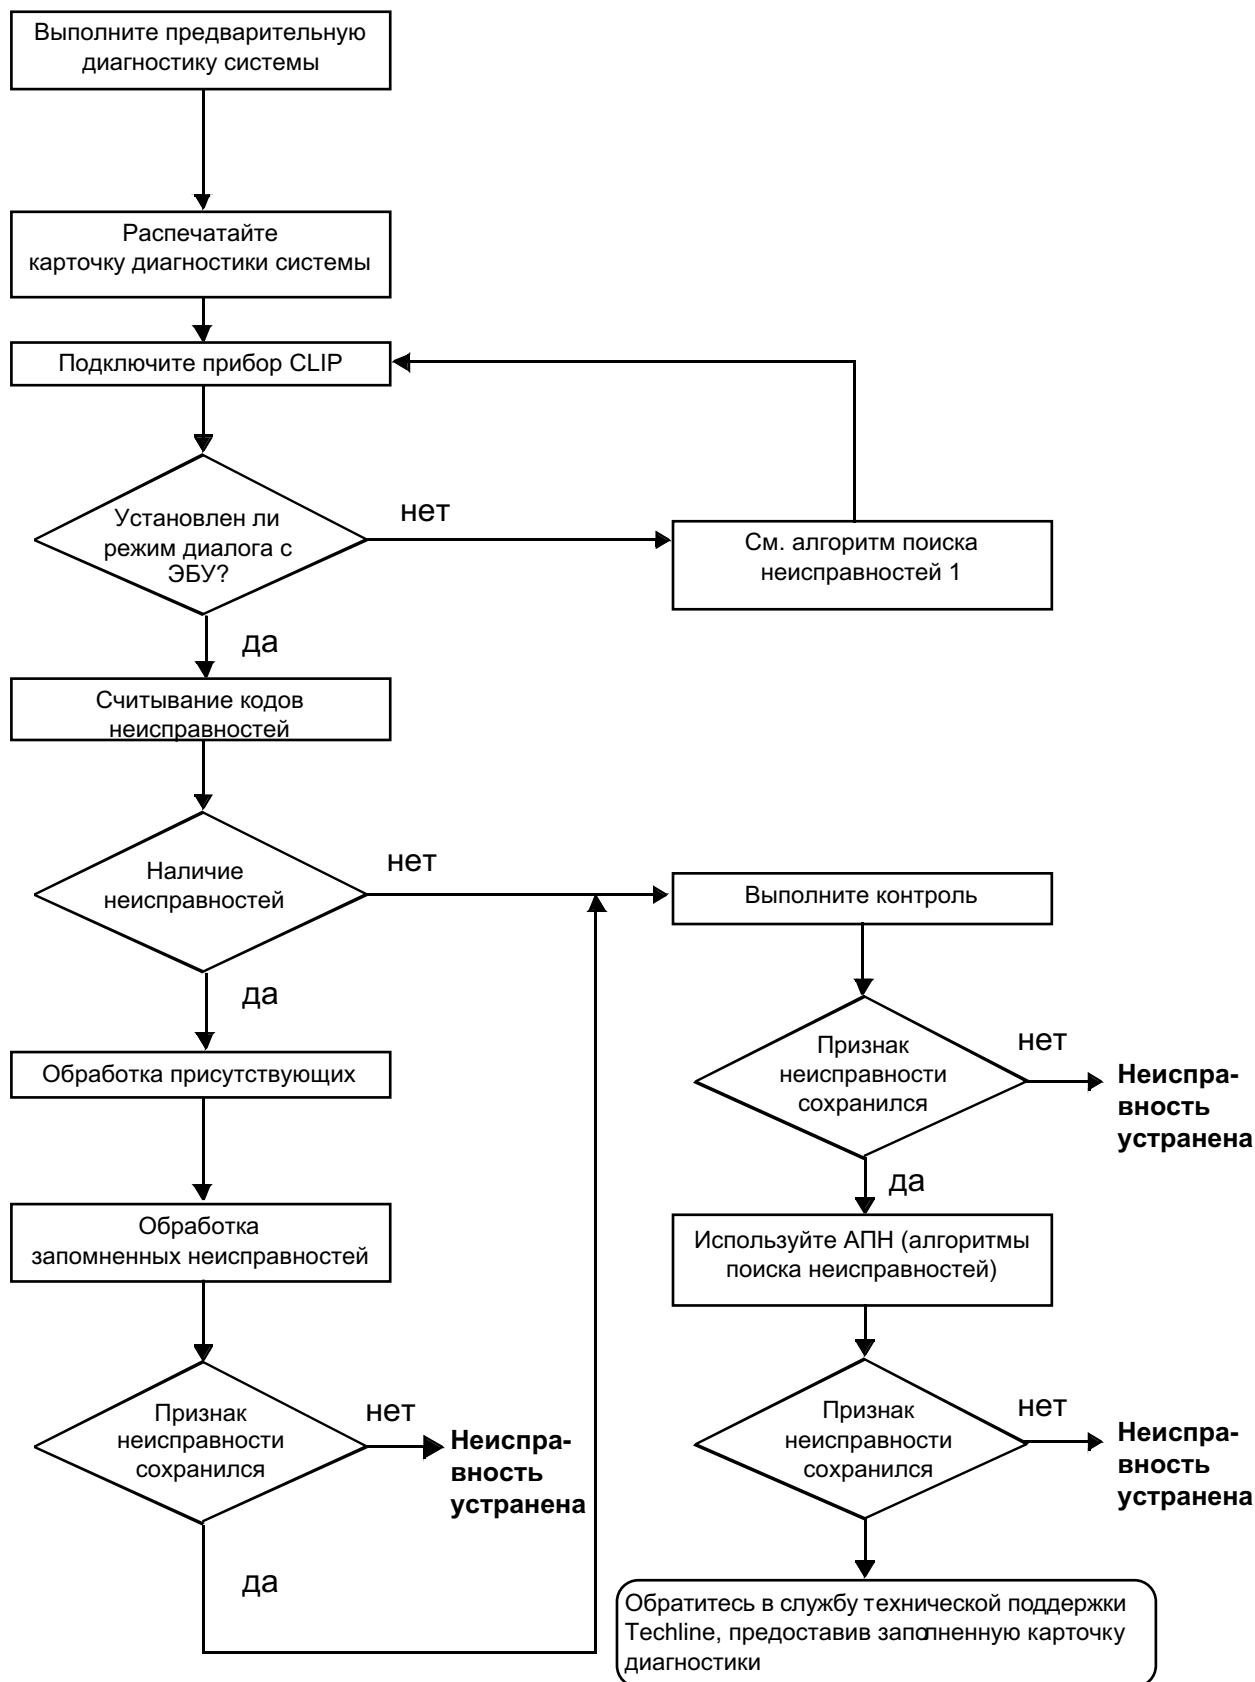 Выполните предварительную
диагностику системы
Распечатайте
карточку диагностики системы
Подключите прибор CLIP
Установлен ли
режим диалога с
ЭБУ?
нет
См. алгоритм поиска
неисправностей 1
да
Считывание кодов
неисправностей
Наличие
неисправностей
нет
Выполните контроль
да
Обработка присутствующих
Признак
неисправности
сохранился
нет
Неиспра-
вность
устранена
да
Обработка
запомненных неисправностей
Используйте АПН (алгоритмы
поиска неисправностей)
Признак
неисправности
сохранился
нет
Неиспра-
вность
устранена
да
Признак
неисправности
сохранился
нет
Неиспра-
вность
устранена
Обратитесь в службу технической поддержки
Techline, предоставив заполненную карточку
диагностики